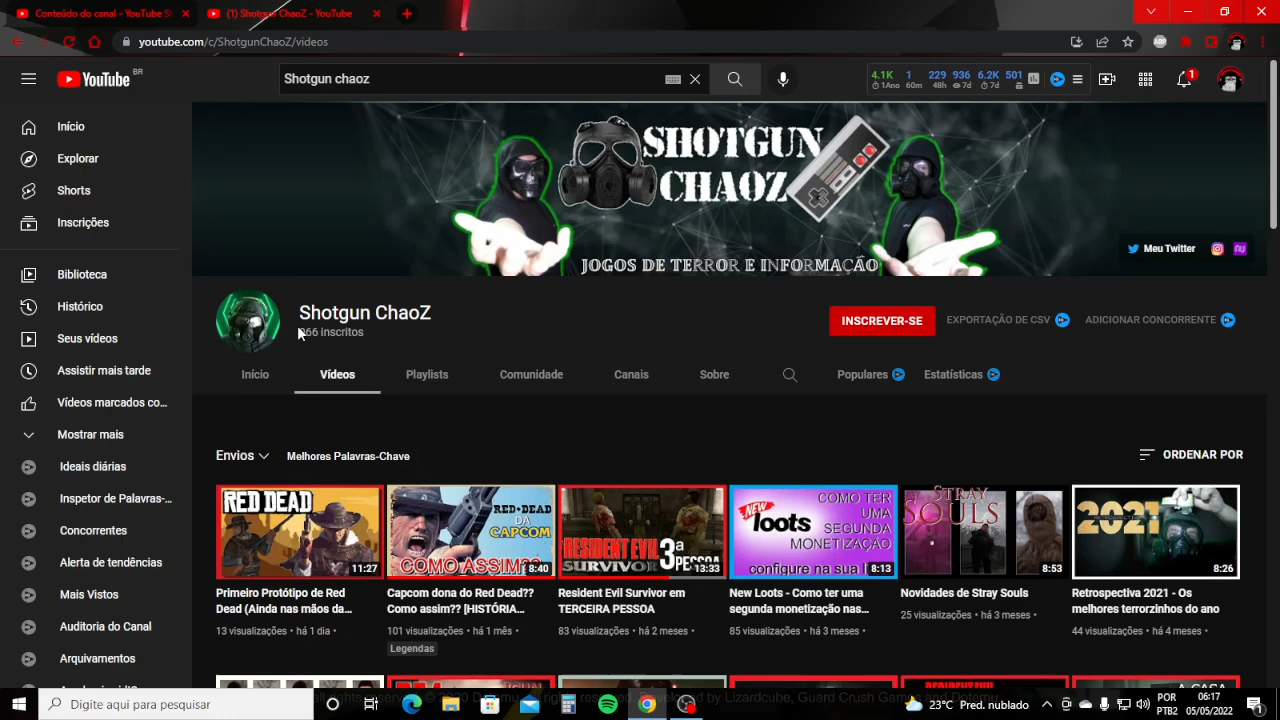 Conteúdo do canal - YouTube S
(1) Shotgun ChaoZ - YouTube
youtube.com/c/ShotgunChaoZ/videos
YouTube BR
Shotgun chaoz
4.1K 1 229 936 6.2K 501
1Ano 60m 48h 7d 7d
1
Início
Explorar
Shorts
Inscrições
Biblioteca
Histórico
Seus vídeos
Assistir mais tarde
Vídeos marcados co...
Mostrar mais
Ideais diárias
Inspetor de Palavras-...
Concorrentes
Alerta de tendências
Mais Vistos
Auditoria do Canal
Arquivamentos
SHOTGUN
CHAOZ
JOGOS DE TERROR E INFORMAÇÃO
Meu Twitter
Shotgun ChaoZ
366 inscritos
INSCREVER-SE
EXPORTAÇÃO DE CSV
ADICIONAR CONCORRENTE
Início Vídeos Playlists Comunidade Canais Sobre Populares Estatísticas
Envios Melhores Palavras-Chave ORDENAR POR
RED DEAD
11:27
RED DEAD
DA
CAPCOM
COMO ASSIM??
8:40
RESIDENT EVIL
SURVIVOR
3ª
PESSOA
13:33
NEW
loots
COMO TER
UMA
SEGUNDA
MONETIZAÇÃO
configure na sua l
8:13
STRAY
SOULS
8:53
2021
8:26
Primeiro Protótipo de Red
Dead (Ainda nas mãos da...
13 visualizações • há 1 dia •
Capcom dona do Red Dead??
Como assim?? [HISTÓRIA...
101 visualizações • há 1 mês •
Legendas
Resident Evil Survivor em
TERCEIRA PESSOA
83 visualizações • há 2 meses •
New Loots - Como ter uma
segunda monetização nas...
85 visualizações • há 3 meses •
Novidades de Stray Souls
25 visualizações • há 3 meses •
Retrospectiva 2021 - Os
melhores terrorzinhos do ano
44 visualizações • há 4 meses •
A CASA
Digite aqui para pesquisar
23°C Pred. nublado
POR
PTB2
06:17
05/05/2022
1